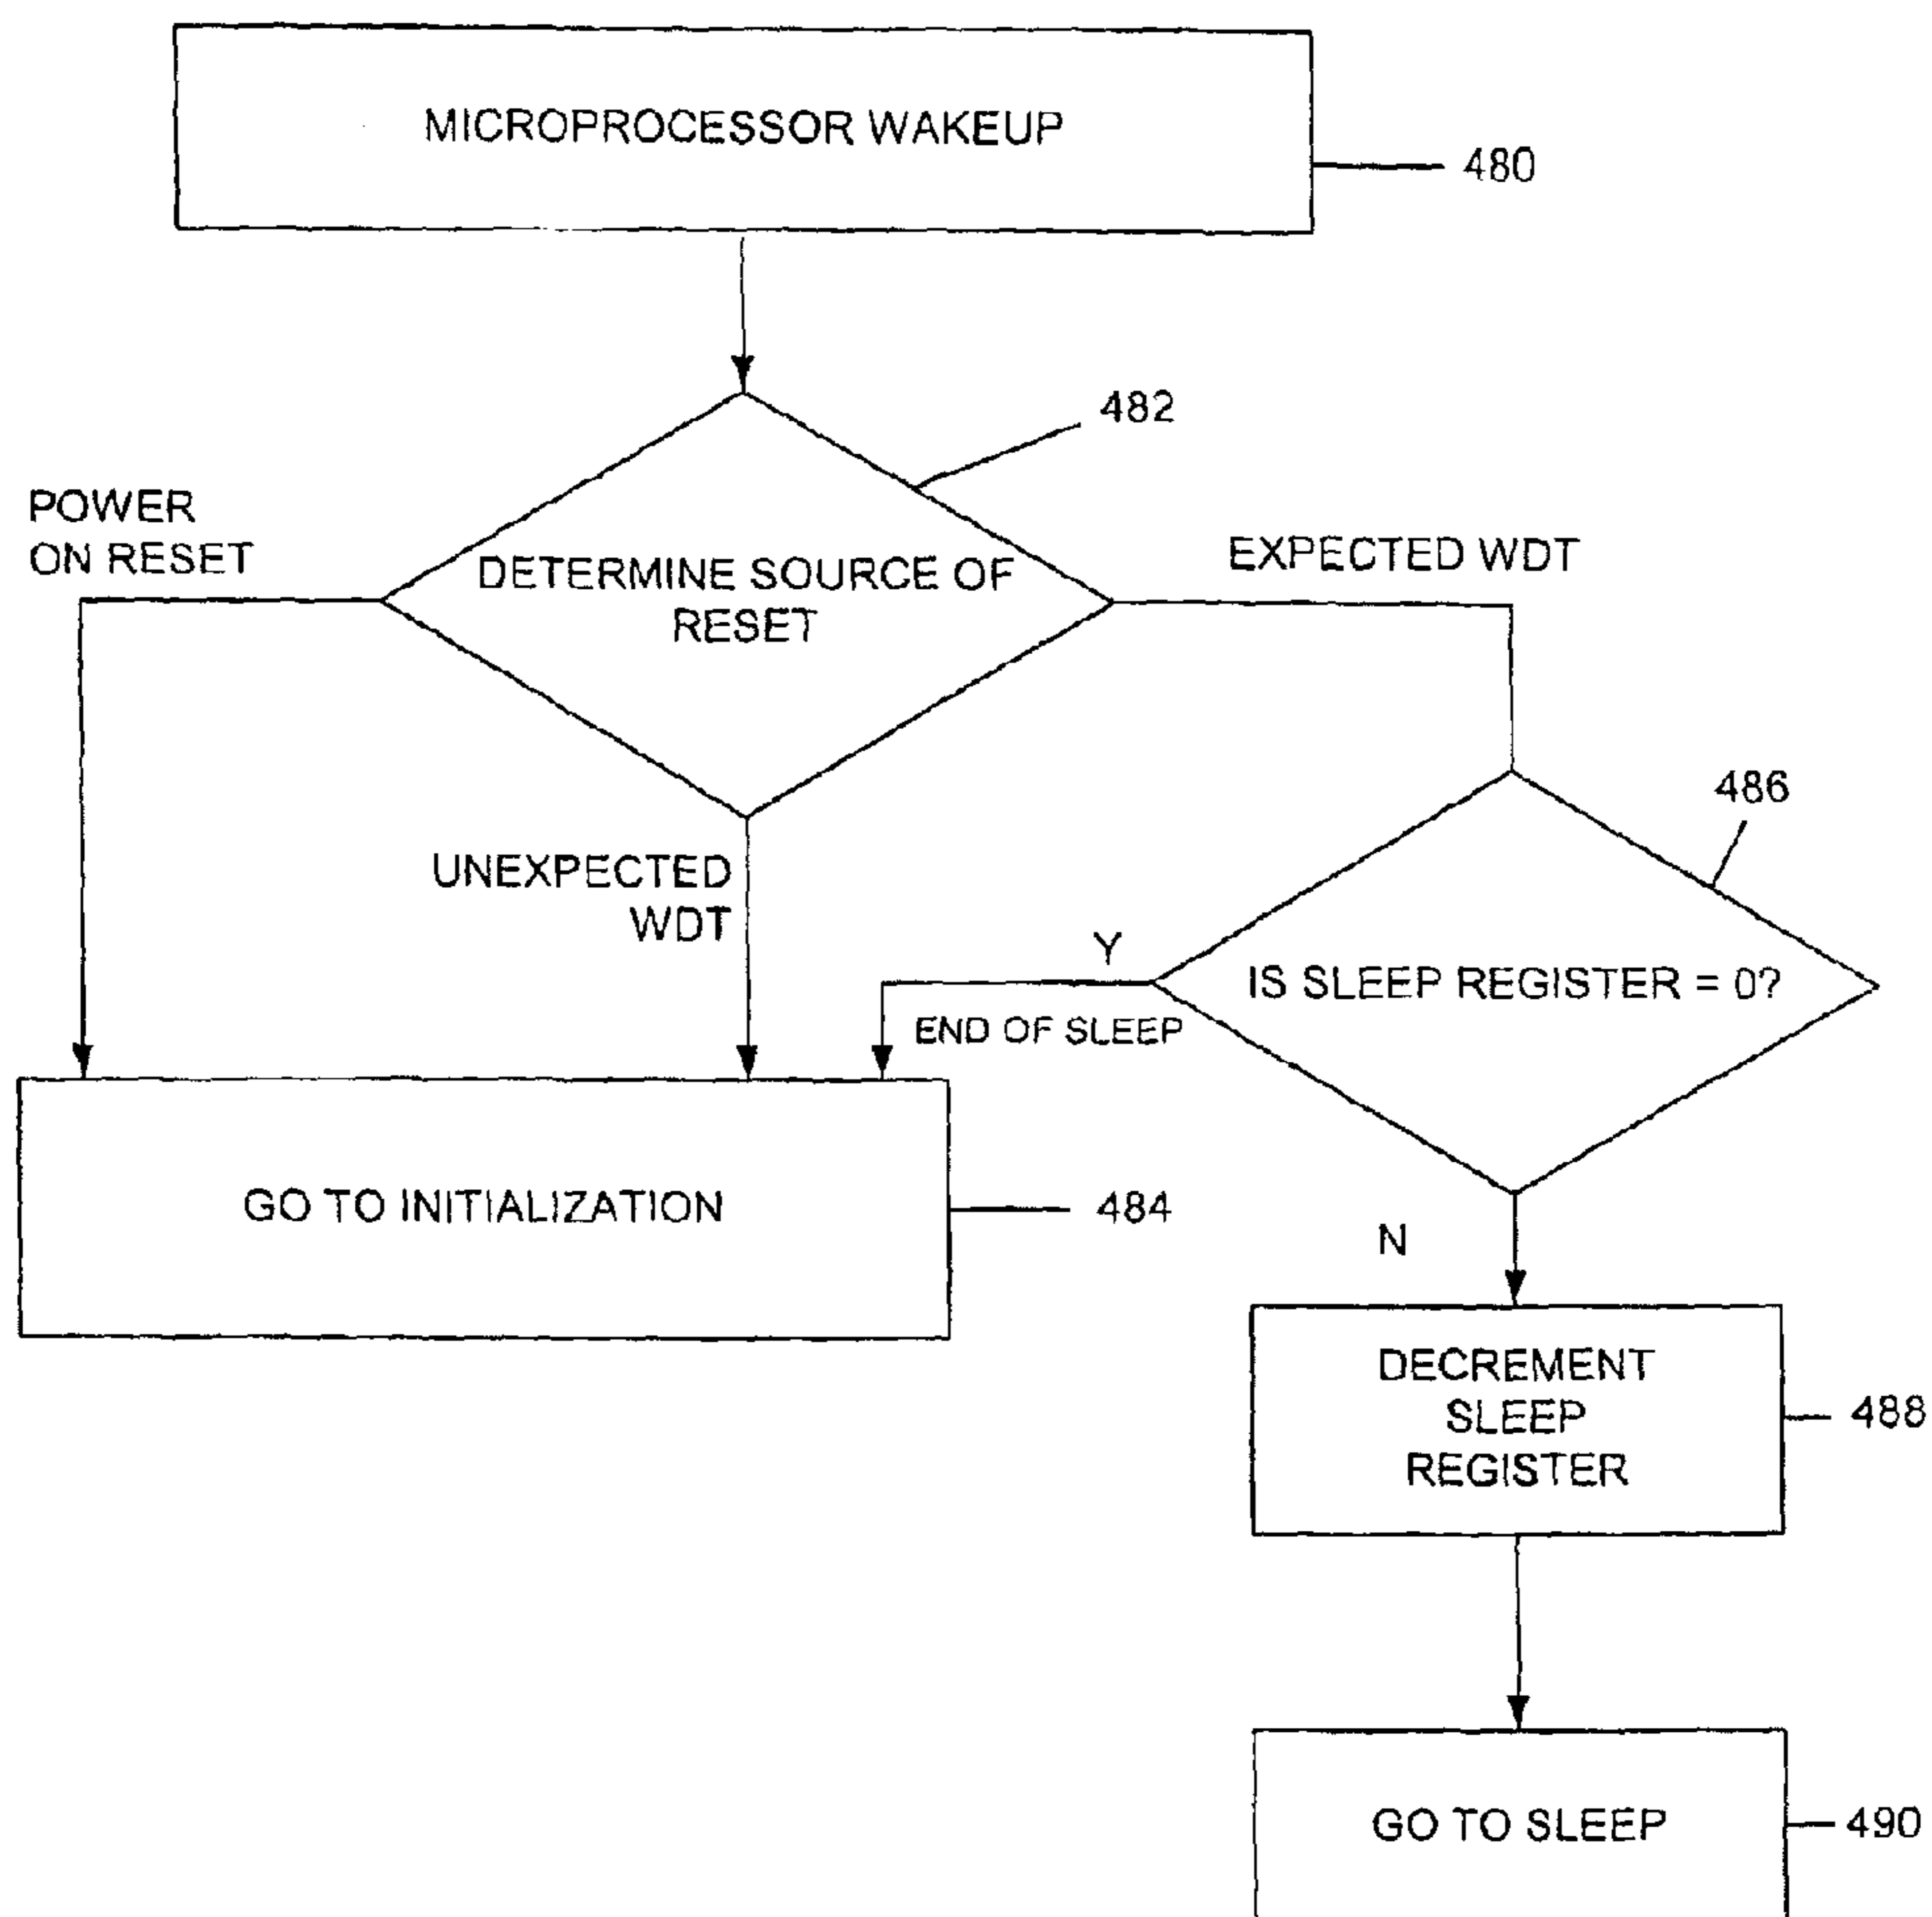 MICROPROCESSOR WAKEUP
480
482
POWER
ON RESET
DETERMINE SOURCE OF
RESET
EXPECTED WDT
486
UNEXPECTED
WDT
Y
IS SLEEP REGISTER = 0?
END OF SLEEP
GO TO INITIALIZATION
484
N
DECREMENT
SLEEP
REGISTER
488
GO TO SLEEP
490